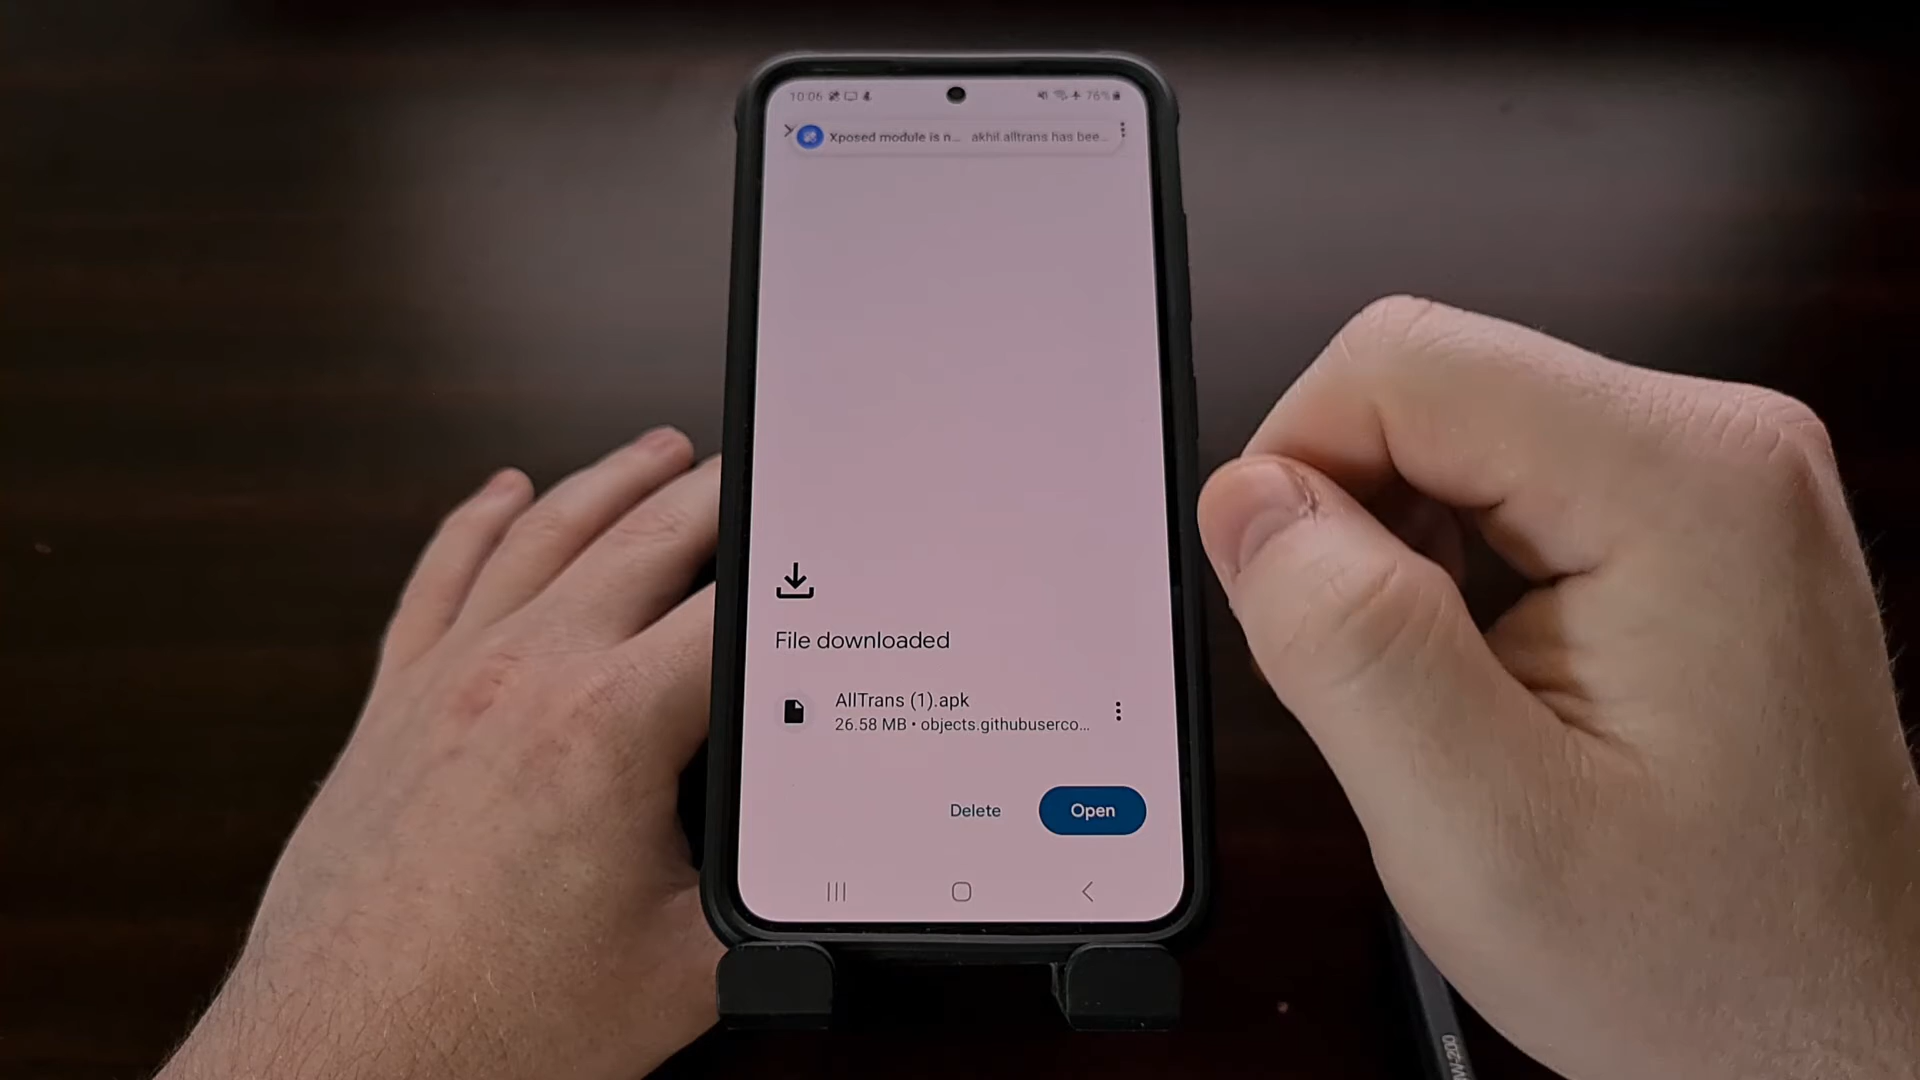 10:06 76%
Xposed module is n... akhil.alltrans has bee...
File downloaded
AllTrans (1).apk
26.58 MB • objects.githubuserco...
Delete Open
W-200